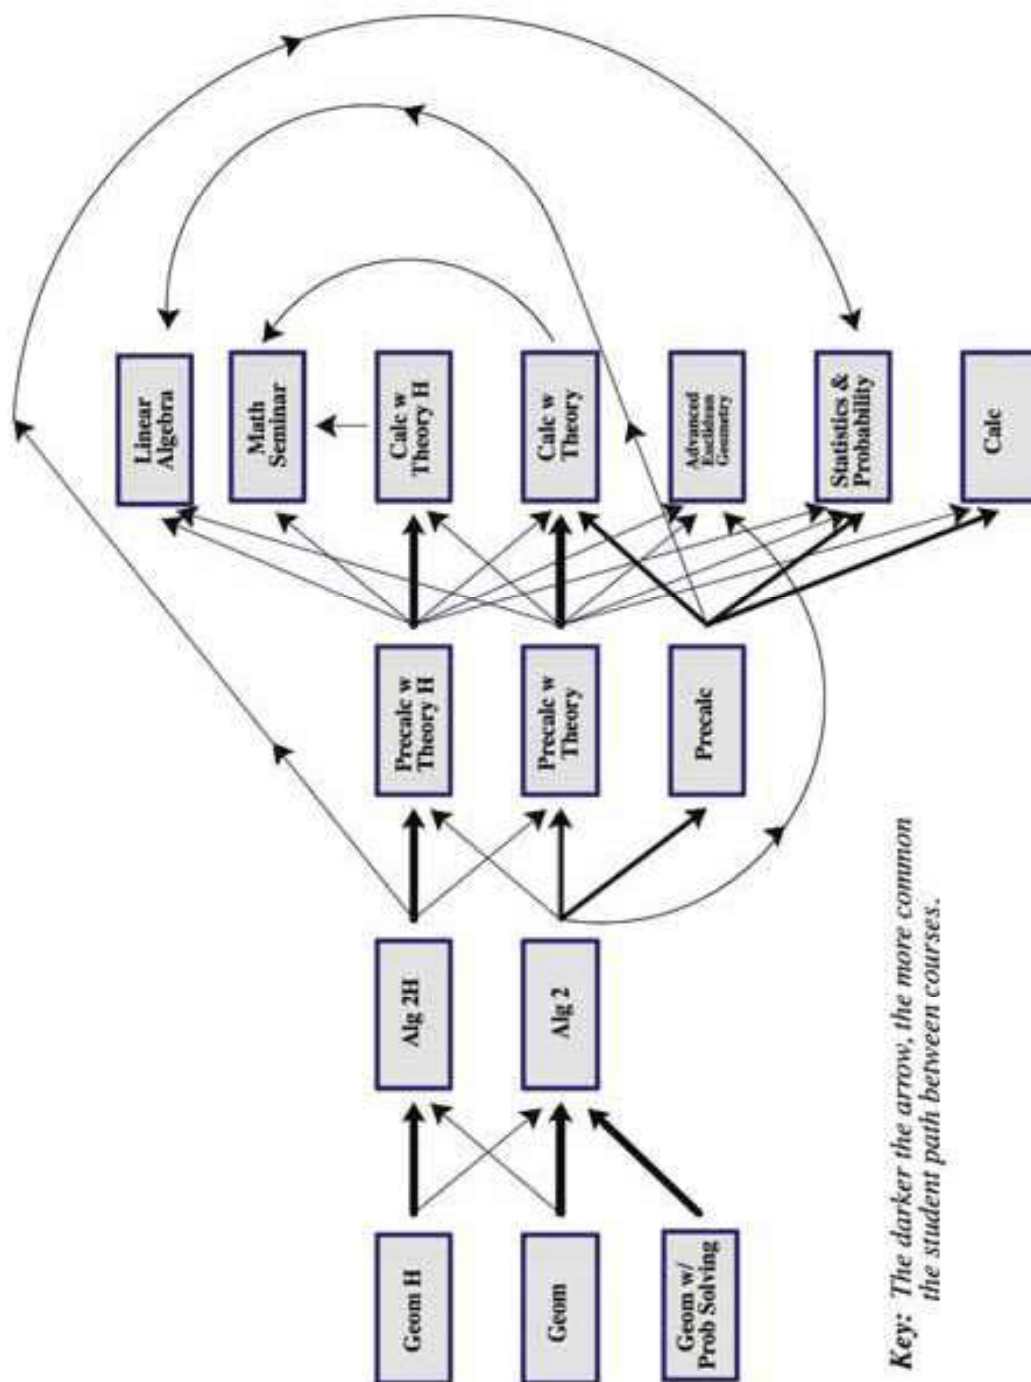 Linear
Algebra
Math
Seminar
Calc w
Theory H
Calc w
Theory
Advanced
Euclidean
Geometry
Statistics &
Probability
Calc
Precalc w
Theory H
Precalc w
Theory
Precalc
Alg 2H
Alg 2
Geom H
Geom
Geom w/
Prob Solving
Key: The darker the arrow, the more common
the student path between courses.